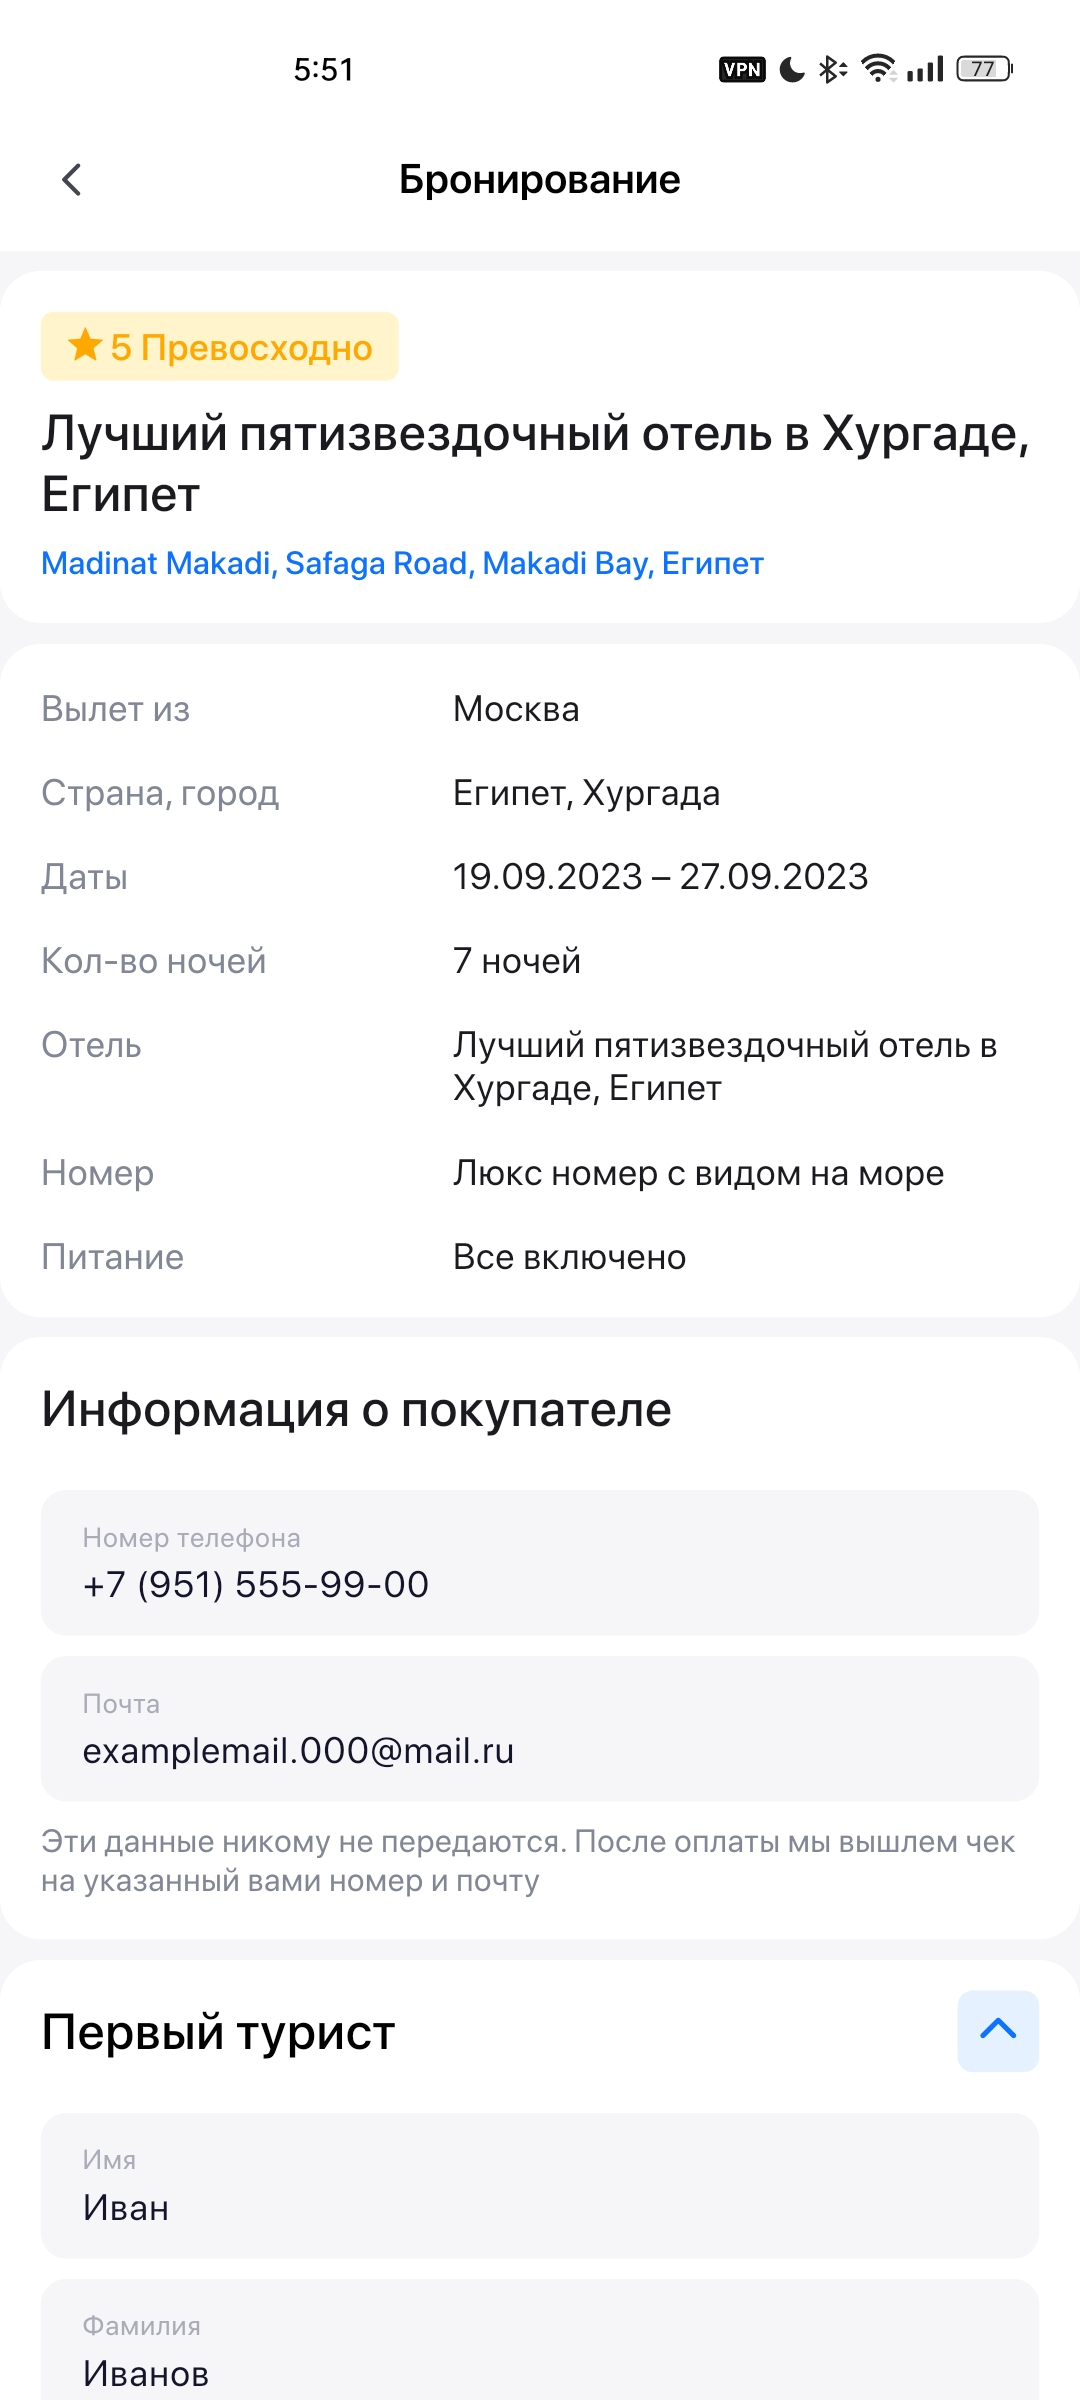 5:51
VPN
77
Бронирование
5 Превосходно
Лучший пятизвездочный отель в Хургаде,
Египет
Madinat Makadi, Safaga Road, Makadi Bay, Египет
Вылет из Москва
Страна, город Египет, Хургада
Даты 19.09.2023 – 27.09.2023
Кол-во ночей 7 ночей
Отель Лучший пятизвездочный отель в
Хургаде, Египет
Номер Люкс номер с видом на море
Питание Все включено
Информация о покупателе
Номер телефона
+7 (951) 555-99-00
Почта
examplemail.000@mail.ru
Эти данные никому не передаются. После оплаты мы вышлем чек
на указанный вами номер и почту
Первый турист
Имя
Иван
Фамилия
Иванов